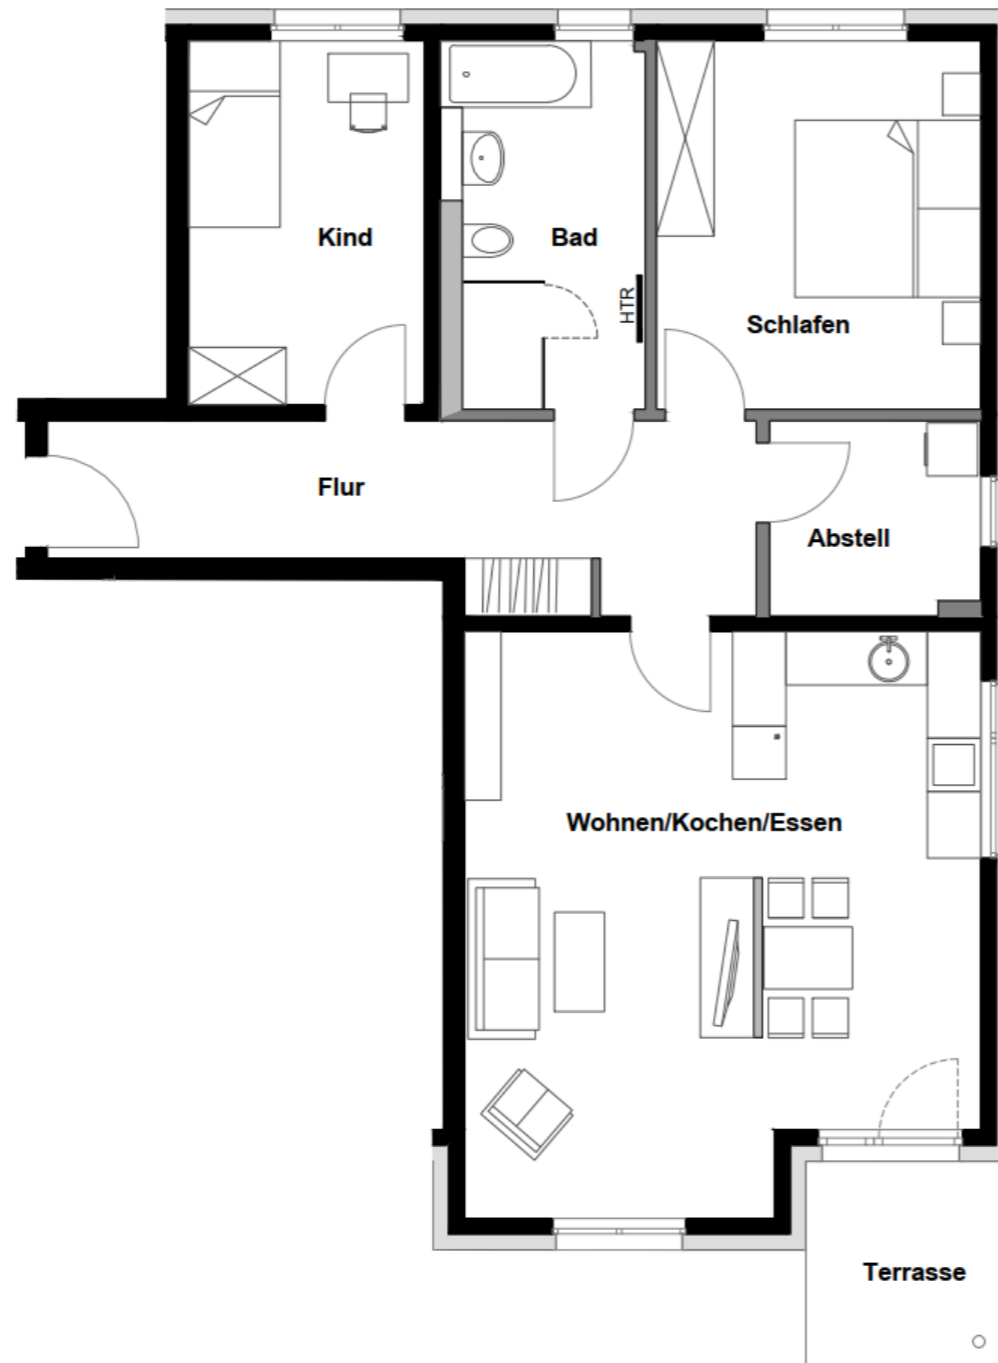 Kind
Bad
HTR
Schlafen
Flur
Abstell
Wohnen/Kochen/Essen
Terrasse